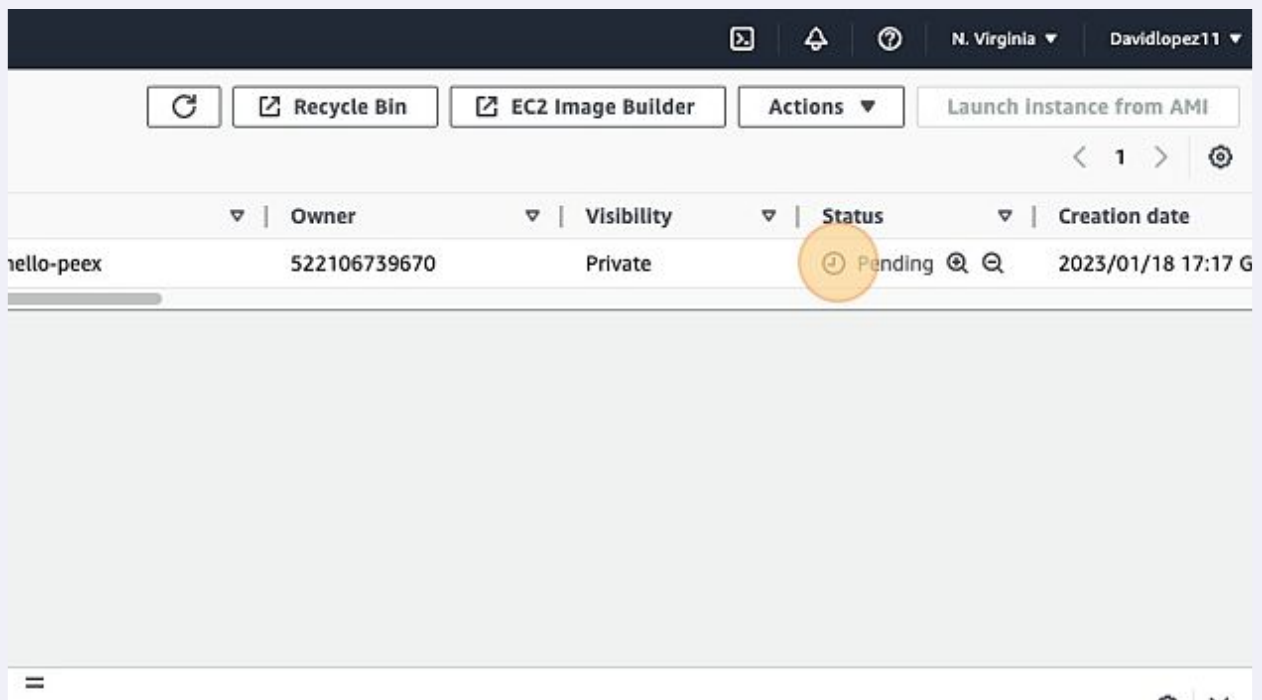 N. Virginia ▼ Davidlopez11 ▼
Recycle Bin EC2 Image Builder Actions ▼ Launch instance from AMI
< 1 >
Owner Visibility Status Creation date
hello-peex 522106739670 Private Pending 2023/01/18 17:17 G